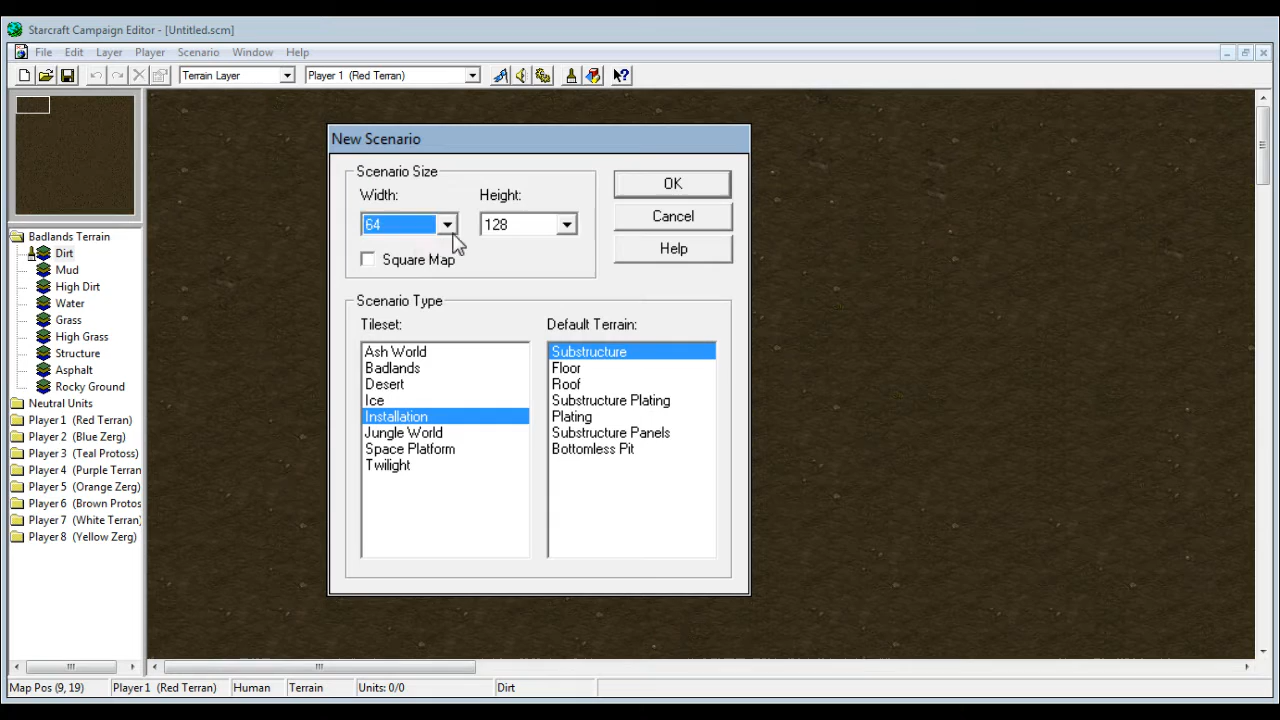 Starcraft Campaign Editor - [Untitled.scm]
File Edit Layer Player Scenario Window Help
Terrain Layer Player 1 (Red Terran)
New Scenario
Scenario Size
Width: Height:
64 128
Square Map
OK
Cancel
Help
Scenario Type
Tileset:
Ash World
Badlands
Desert
Ice
Installation
Jungle World
Space Platform
Twilight
Default Terrain:
Substructure
Floor
Roof
Substructure Plating
Plating
Substructure Panels
Bottomless Pit
Badlands Terrain
Dirt
Mud
High Dirt
Water
Grass
High Grass
Structure
Asphalt
Rocky Ground
Neutral Units
Player 1 (Red Terran)
Player 2 (Blue Zerg)
Player 3 (Teal Protoss)
Player 4 (Purple Terran
Player 5 (Orange Zerg)
Player 6 (Brown Protos
Player 7 (White Terran)
Player 8 (Yellow Zerg)
Map Pos (9, 19) Player 1 (Red Terran) Human Terrain Units: 0/0 Dirt